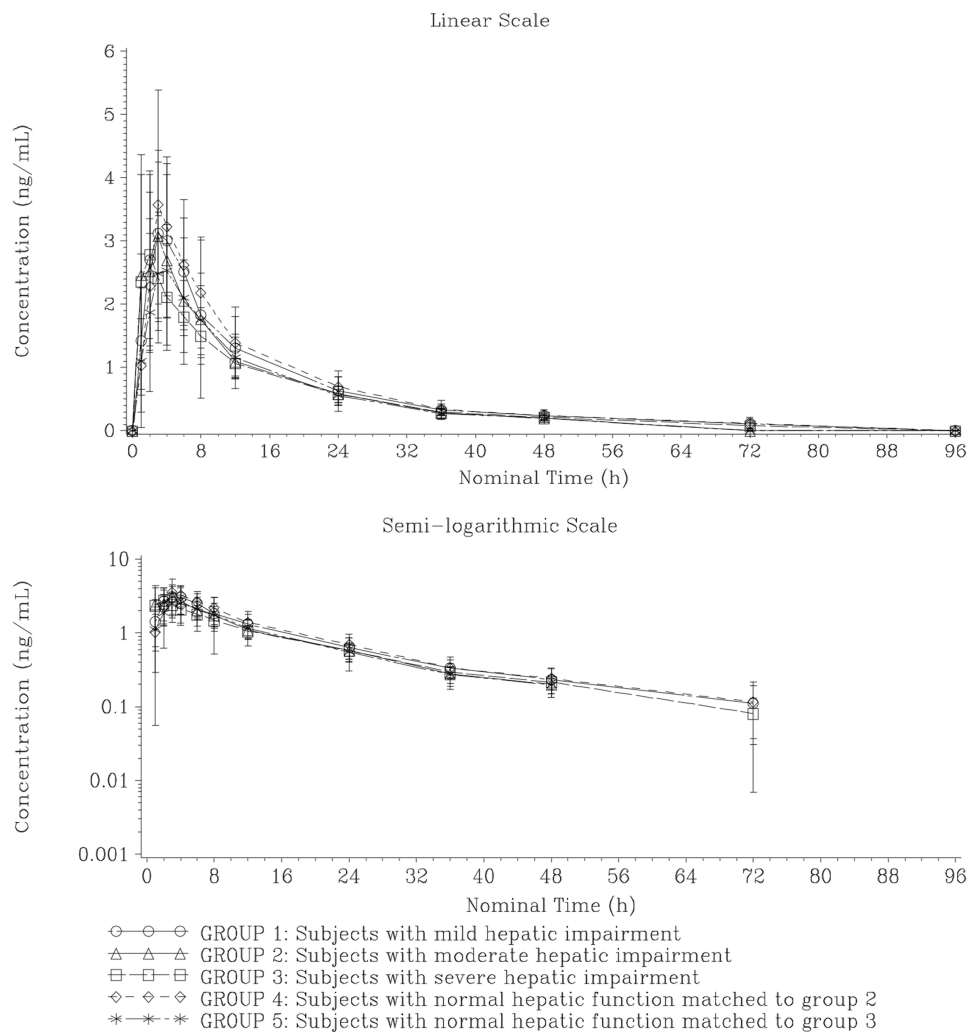 Linear Scale
6
5
4
3
2
1
0
Concentration (ng/mL)
0 8 16 24 32 40 48 56 64 72 80 88 96
Nominal Time (h)
Semi-logarithmic Scale
10
1
0.1
0.01
0.001
Concentration (ng/mL)
0 8 16 24 32 40 48 56 64 72 80 88 96
Nominal Time (h)
GROUP 1: Subjects with mild hepatic impairment
GROUP 2: Subjects with moderate hepatic impairment
GROUP 3: Subjects with severe hepatic impairment
GROUP 4: Subjects with normal hepatic function matched to group 2
GROUP 5: Subjects with normal hepatic function matched to group 3